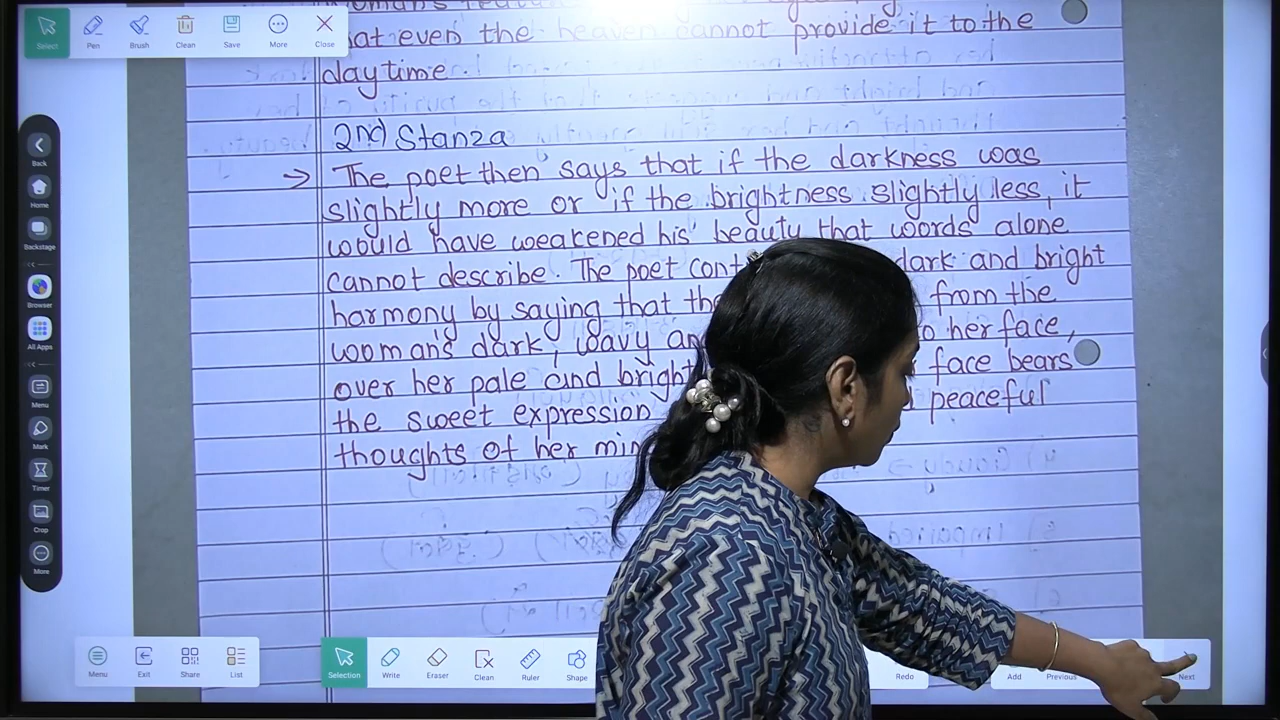 Select Pen Brush Clean Save More Close
at even the heaven cannot provide it to the
daytime.
2nd Stanza
→ The poet then says that if the darkness was
slightly more or if the brightness slightly less, it
would have weakened his beauty that words alone
cannot describe. The poet cont dark and bright
harmony by saying that the from the
woman's dark, wavy an o her face,
over her pale and bright face bears
the sweet expression peaceful
thoughts of her min
Back
Home
Backstage
Browser
All Apps
Menu
Mark
Timer
Crop
More
Menu Exit Share List
Selection Write Eraser Clean Ruler Shape Redo Add Previous Next